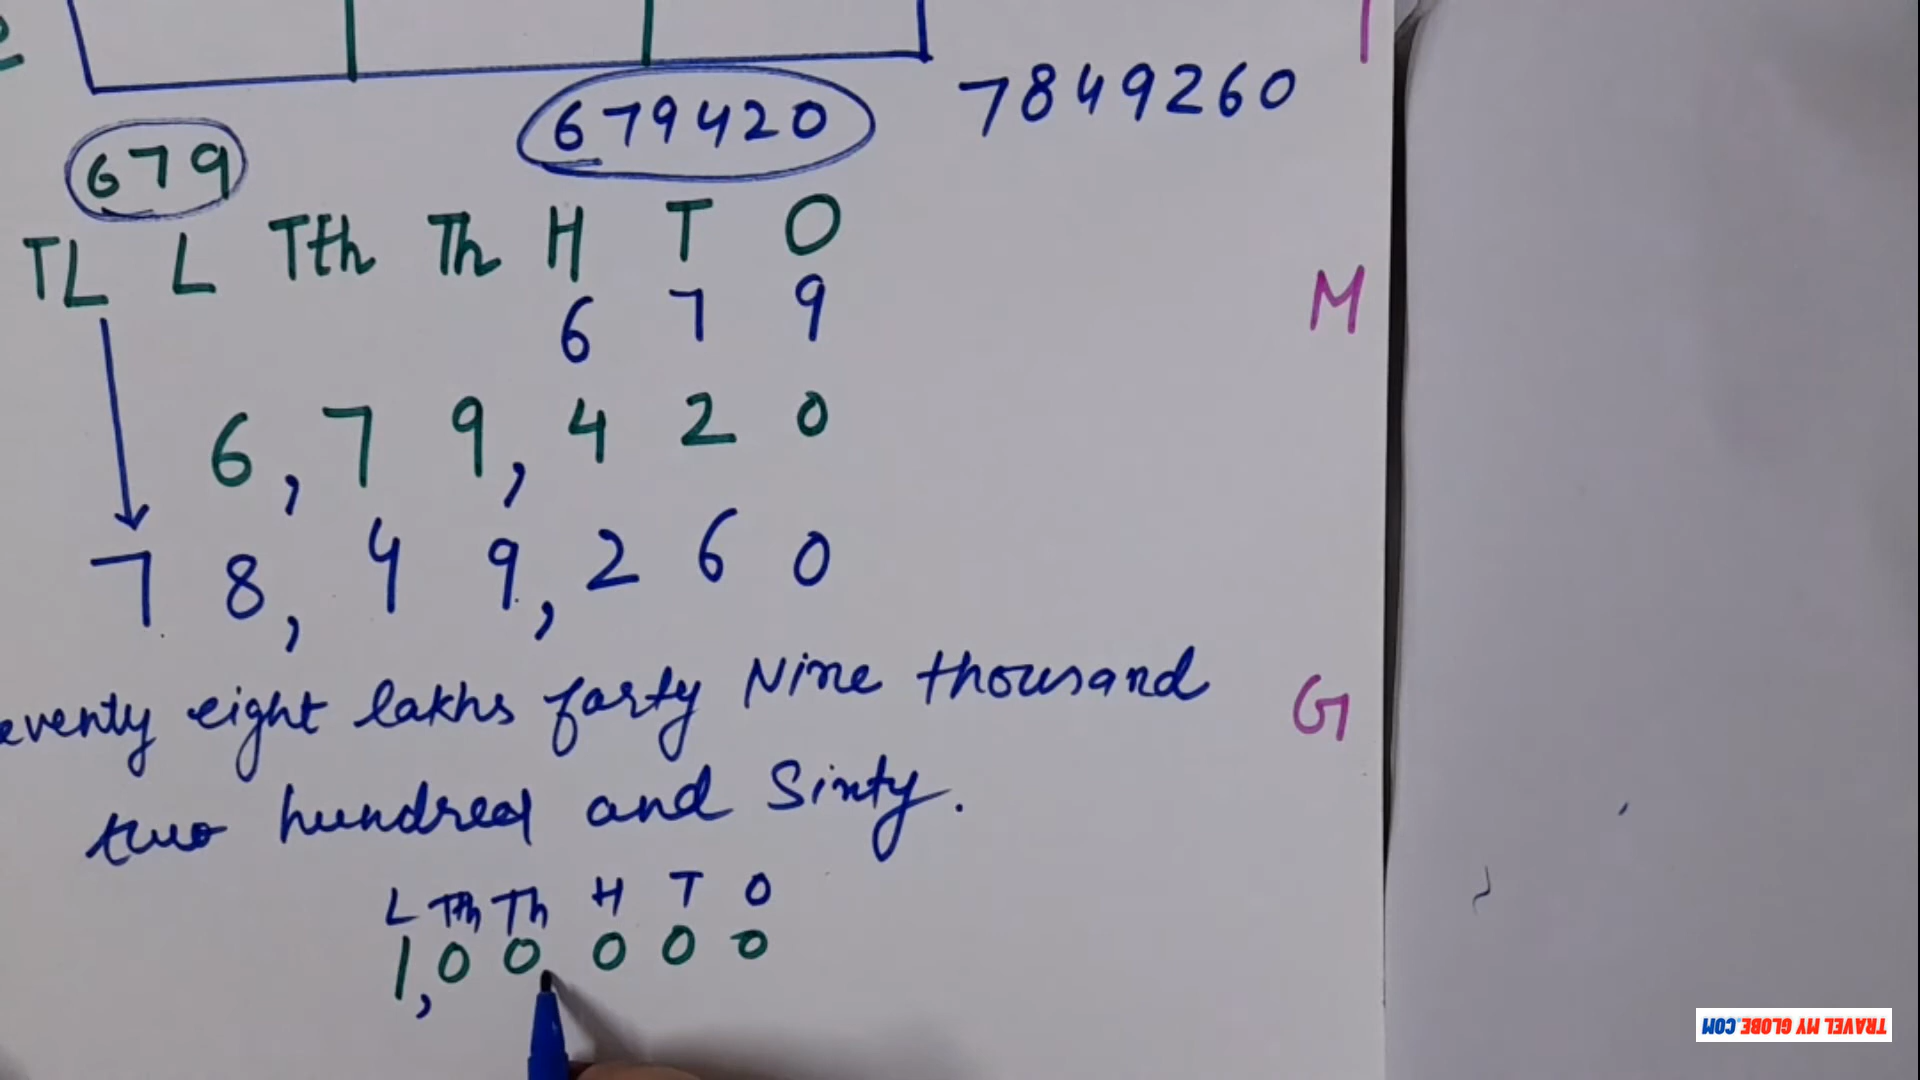 679420 7849260
679
TL L Tth Th H T O
6 7 9
6, 7 9, 4 2 0
7 8, 4 9, 2 6 0
eventy eight lakhs forty Nine thousand
two hundred and Sixty.
L Tth Th H T O
1, 0 0 0 0 0
M
G
TRAVEL MY GLOBE.COM